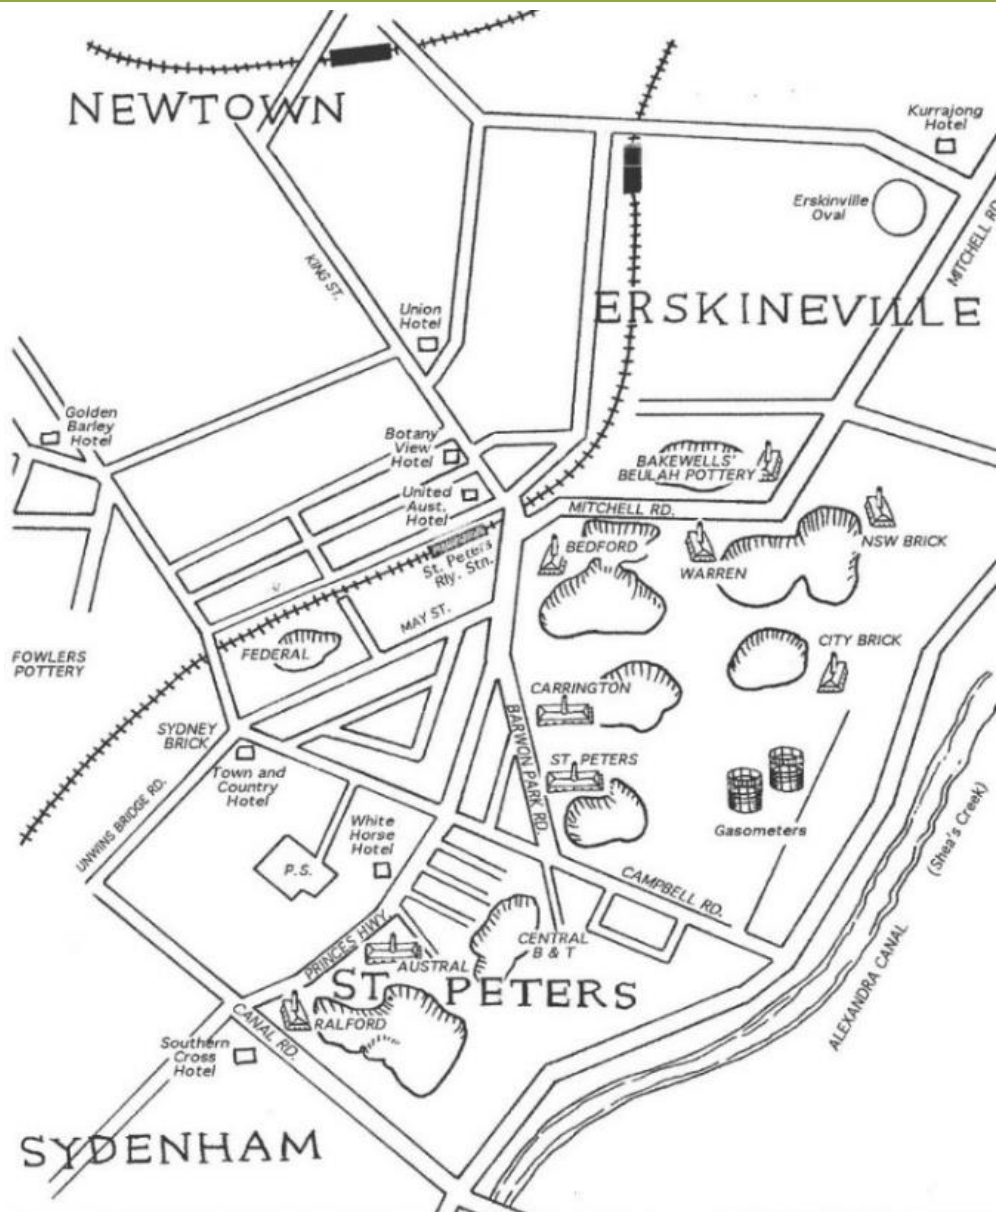 NEWTOWN
Kurrajong
Hotel
Erskinville
Oval
MITCHELL RD.
KING ST.
Union
Hotel
ERSKINEVILLE
Golden
Barley
Hotel
Botany
View
Hotel
BAKEWELLS'
BEULAH POTTERY
United
Aust.
Hotel
MITCHELL RD.
BEDFORD
NSW BRICK
St. Peters
Rly. Stn.
WARREN
MAY ST.
FEDERAL
CITY BRICK
FOWLERS
POTTERY
CARRINGTON
SYDNEY
BRICK
BARWON PARK RD.
ST. PETERS
Town and
Country
Hotel
UNWINS BRIDGE RD.
White
Horse
Hotel
Gasometers
(Shea's Creek)
P.S.
CAMPBELL RD.
PRINCES HWY
CENTRAL
B & T
AUSTRAL
ALEXANDRA CANAL
ST PETERS
CANAL RD.
RALFORD
Southern
Cross
Hotel
SYDENHAM